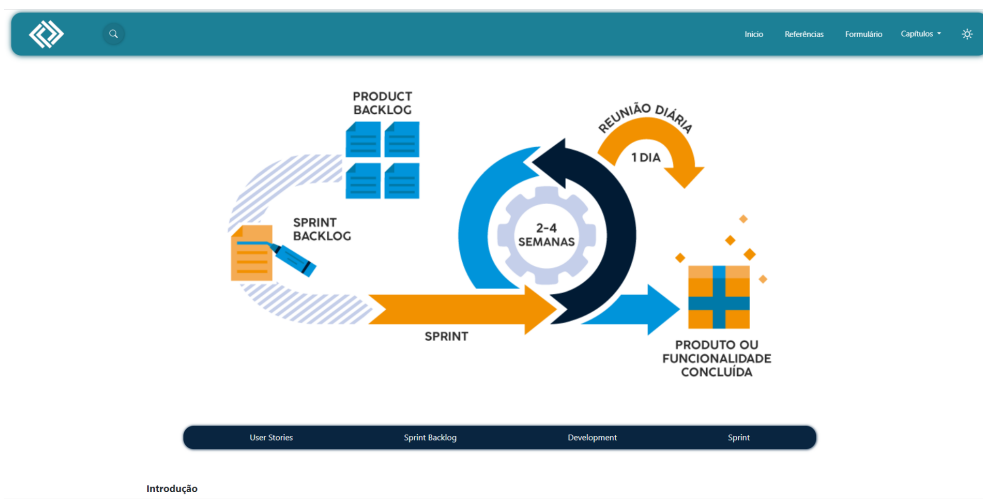 Início
Referências
Formulário
Capítulos
PRODUCT
BACKLOG
REUNIÃO DIÁRIA
1 DIA
SPRINT
BACKLOG
2-4
SEMANAS
SPRINT
PRODUTO OU
FUNCIONALIDADE
CONCLUÍDA
User Stories
Sprint Backlog
Development
Sprint
Introdução